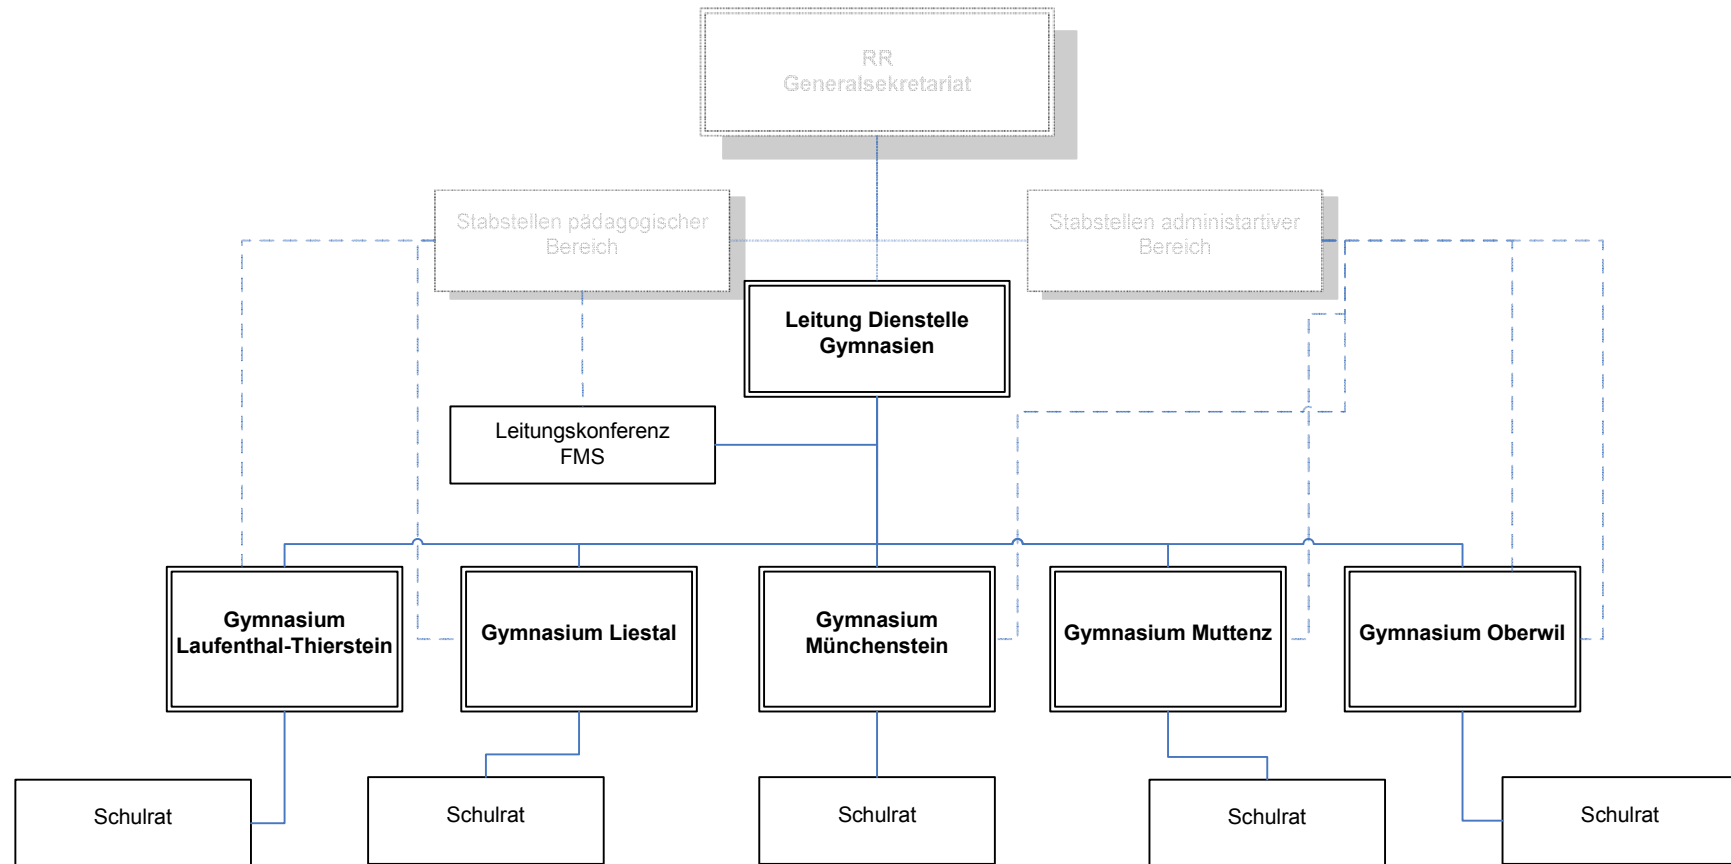 RR
Generalsekretariat
Stabstellen pädagogischer
Bereich
Stabstellen administartiver
Bereich
Leitung Dienstelle
Gymnasien
Leitungskonferenz
FMS
Gymnasium
Laufenthal-Thierstein
Gymnasium Liestal
Gymnasium
Münchenstein
Gymnasium Muttenz
Gymnasium Oberwil
Schulrat
Schulrat
Schulrat
Schulrat
Schulrat